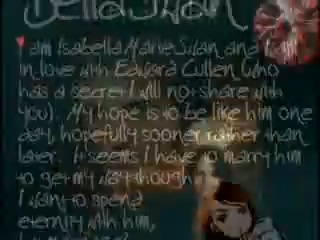 Bella Swan
I am Isabella Marie Swan and I am
in love with Edward Cullen (who
has a secret I will not share with
you). My hope is to be like him one
day, hopefully sooner rather than
later. It seems I have to marry him
to get my way though.
I want to spend
eternity with him,